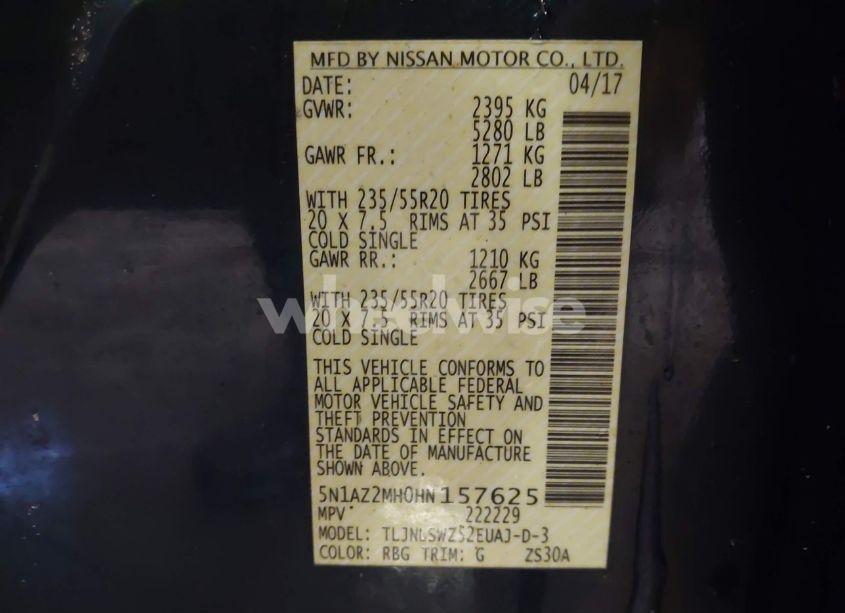 MFD BY NISSAN MOTOR CO., LTD.
DATE: 04/17
GVWR: 2395 KG
5280 LB
GAWR FR.: 1271 KG
2802 LB
WITH 235/55R20 TIRES
20 X 7.5 RIMS AT 35 PSI
COLD SINGLE
GAWR RR.: 1210 KG
2667 LB
wheelwise
WITH 235/55R20 TIRES
20 X 7.5 RIMS AT 35 PSI
COLD SINGLE
THIS VEHICLE CONFORMS TO
ALL APPLICABLE FEDERAL
MOTOR VEHICLE SAFETY AND
THEFT PREVENTION
STANDARDS IN EFFECT ON
THE DATE OF MANUFACTURE
SHOWN ABOVE.
5N1AZ2MH0HN157625
MPV 222229
MODEL: TLJNLSWZ52EUAJ-D-3
COLOR: RBG TRIM: G ZS30A